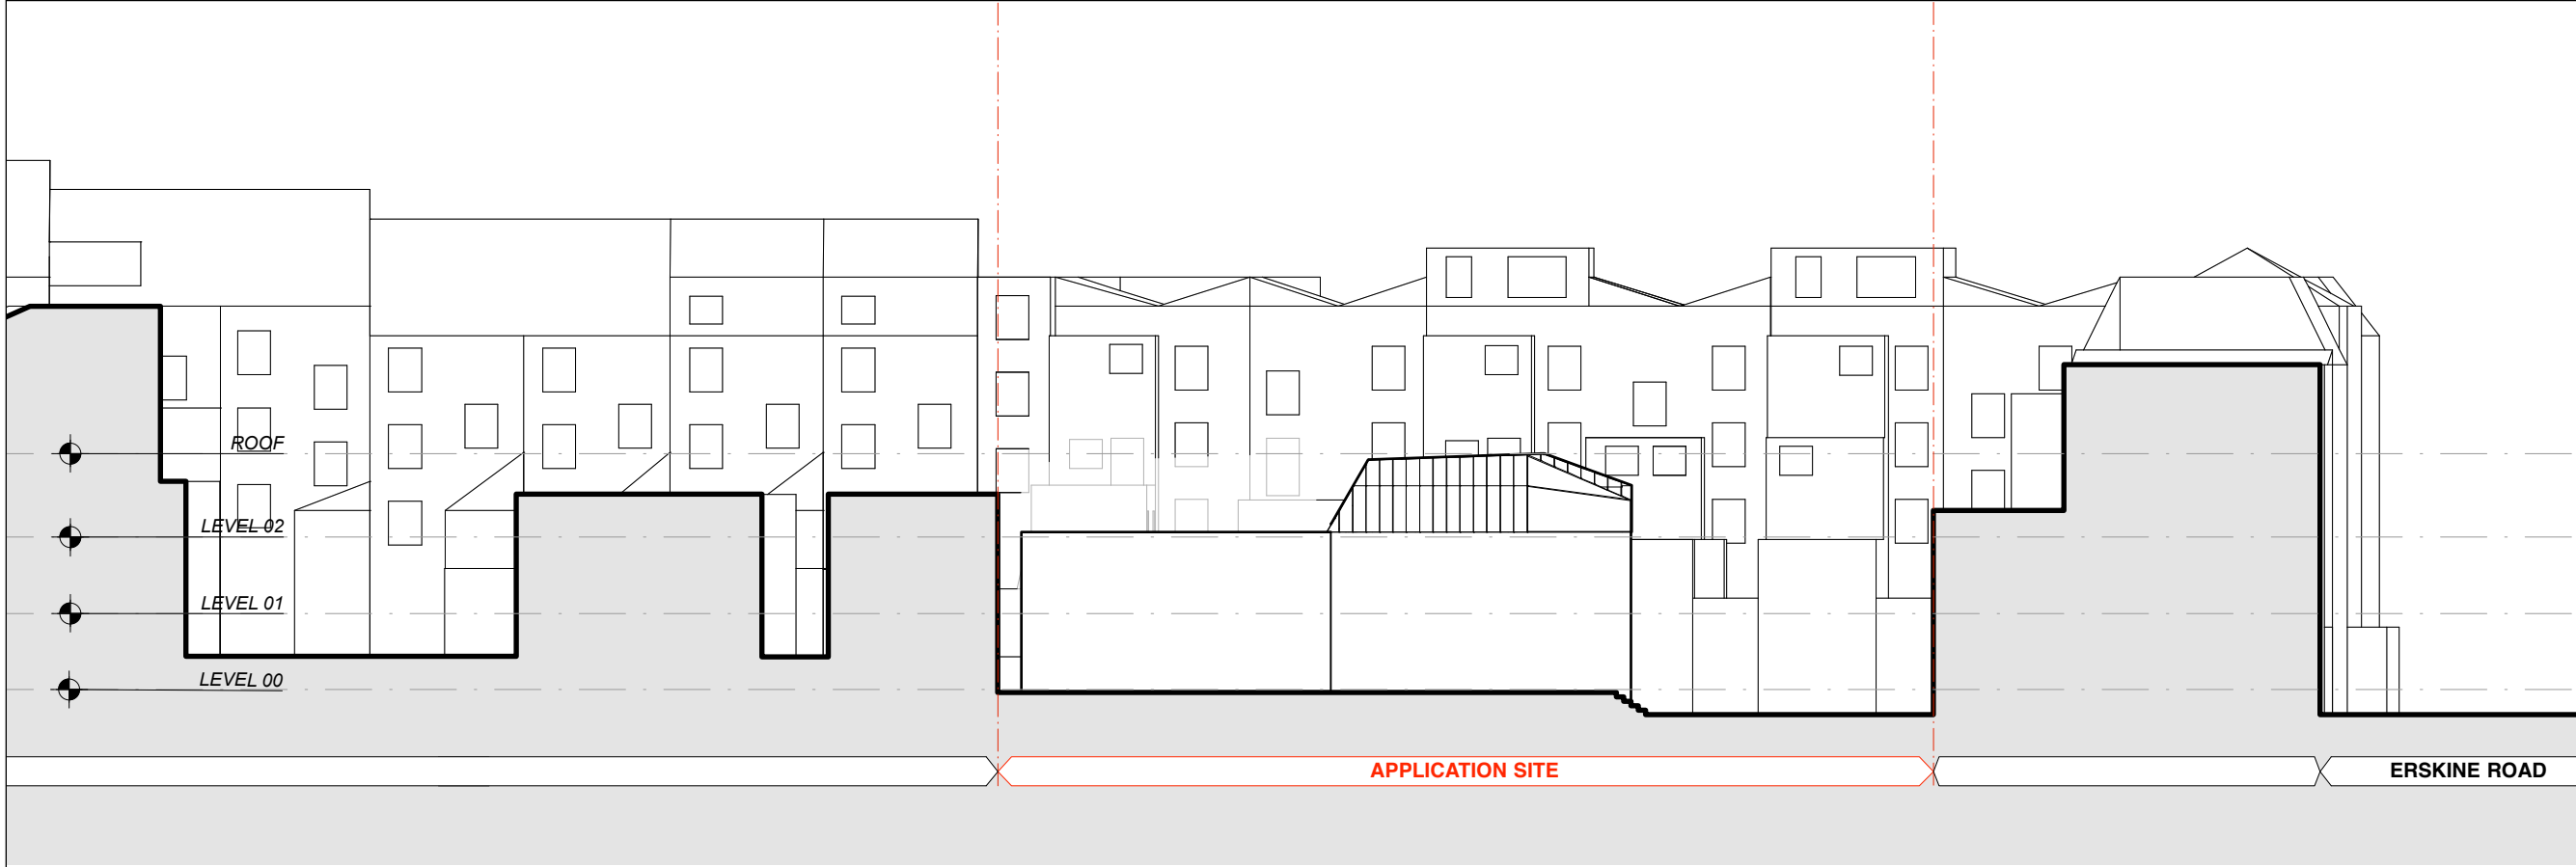 ROOF
LEVEL 02
LEVEL 01
LEVEL 00
APPLICATION SITE
ERSKINE ROAD